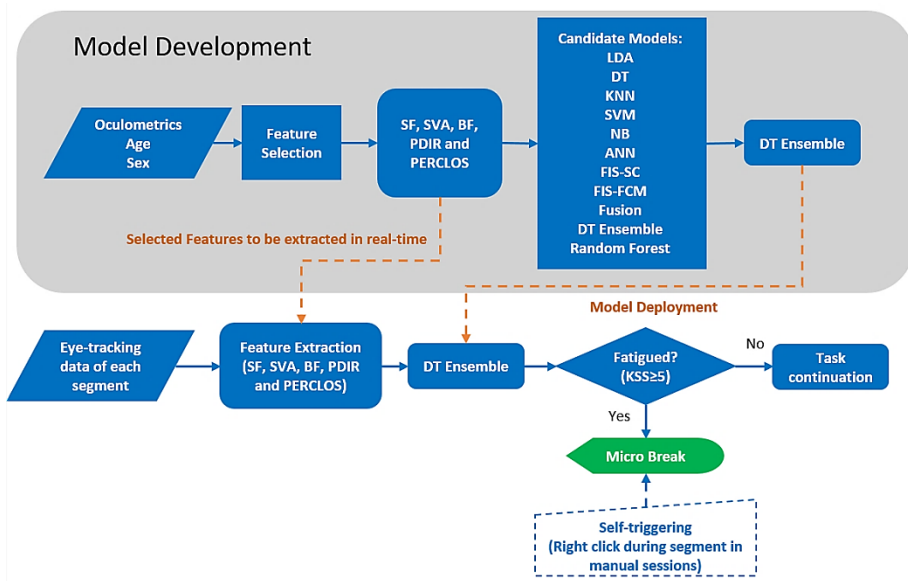 Model Development
Oculometrics
Age
Sex
Feature
Selection
SF, SVA, BF,
PDIR and
PERCLOS
Candidate Models:
LDA
DT
KNN
SVM
NB
ANN
FIS-SC
FIS-FCM
Fusion
DT Ensemble
Random Forest
DT Ensemble
Selected Features to be extracted in real-time
Model Deployment
Eye-tracking
data of each
segment
Feature Extraction
(SF, SVA, BF, PDIR
and PERCLOS)
DT Ensemble
Fatigued?
(KSS≥5)
No
Task
continuation
Yes
Micro Break
Self-triggering
(Right click during segment in
manual sessions)